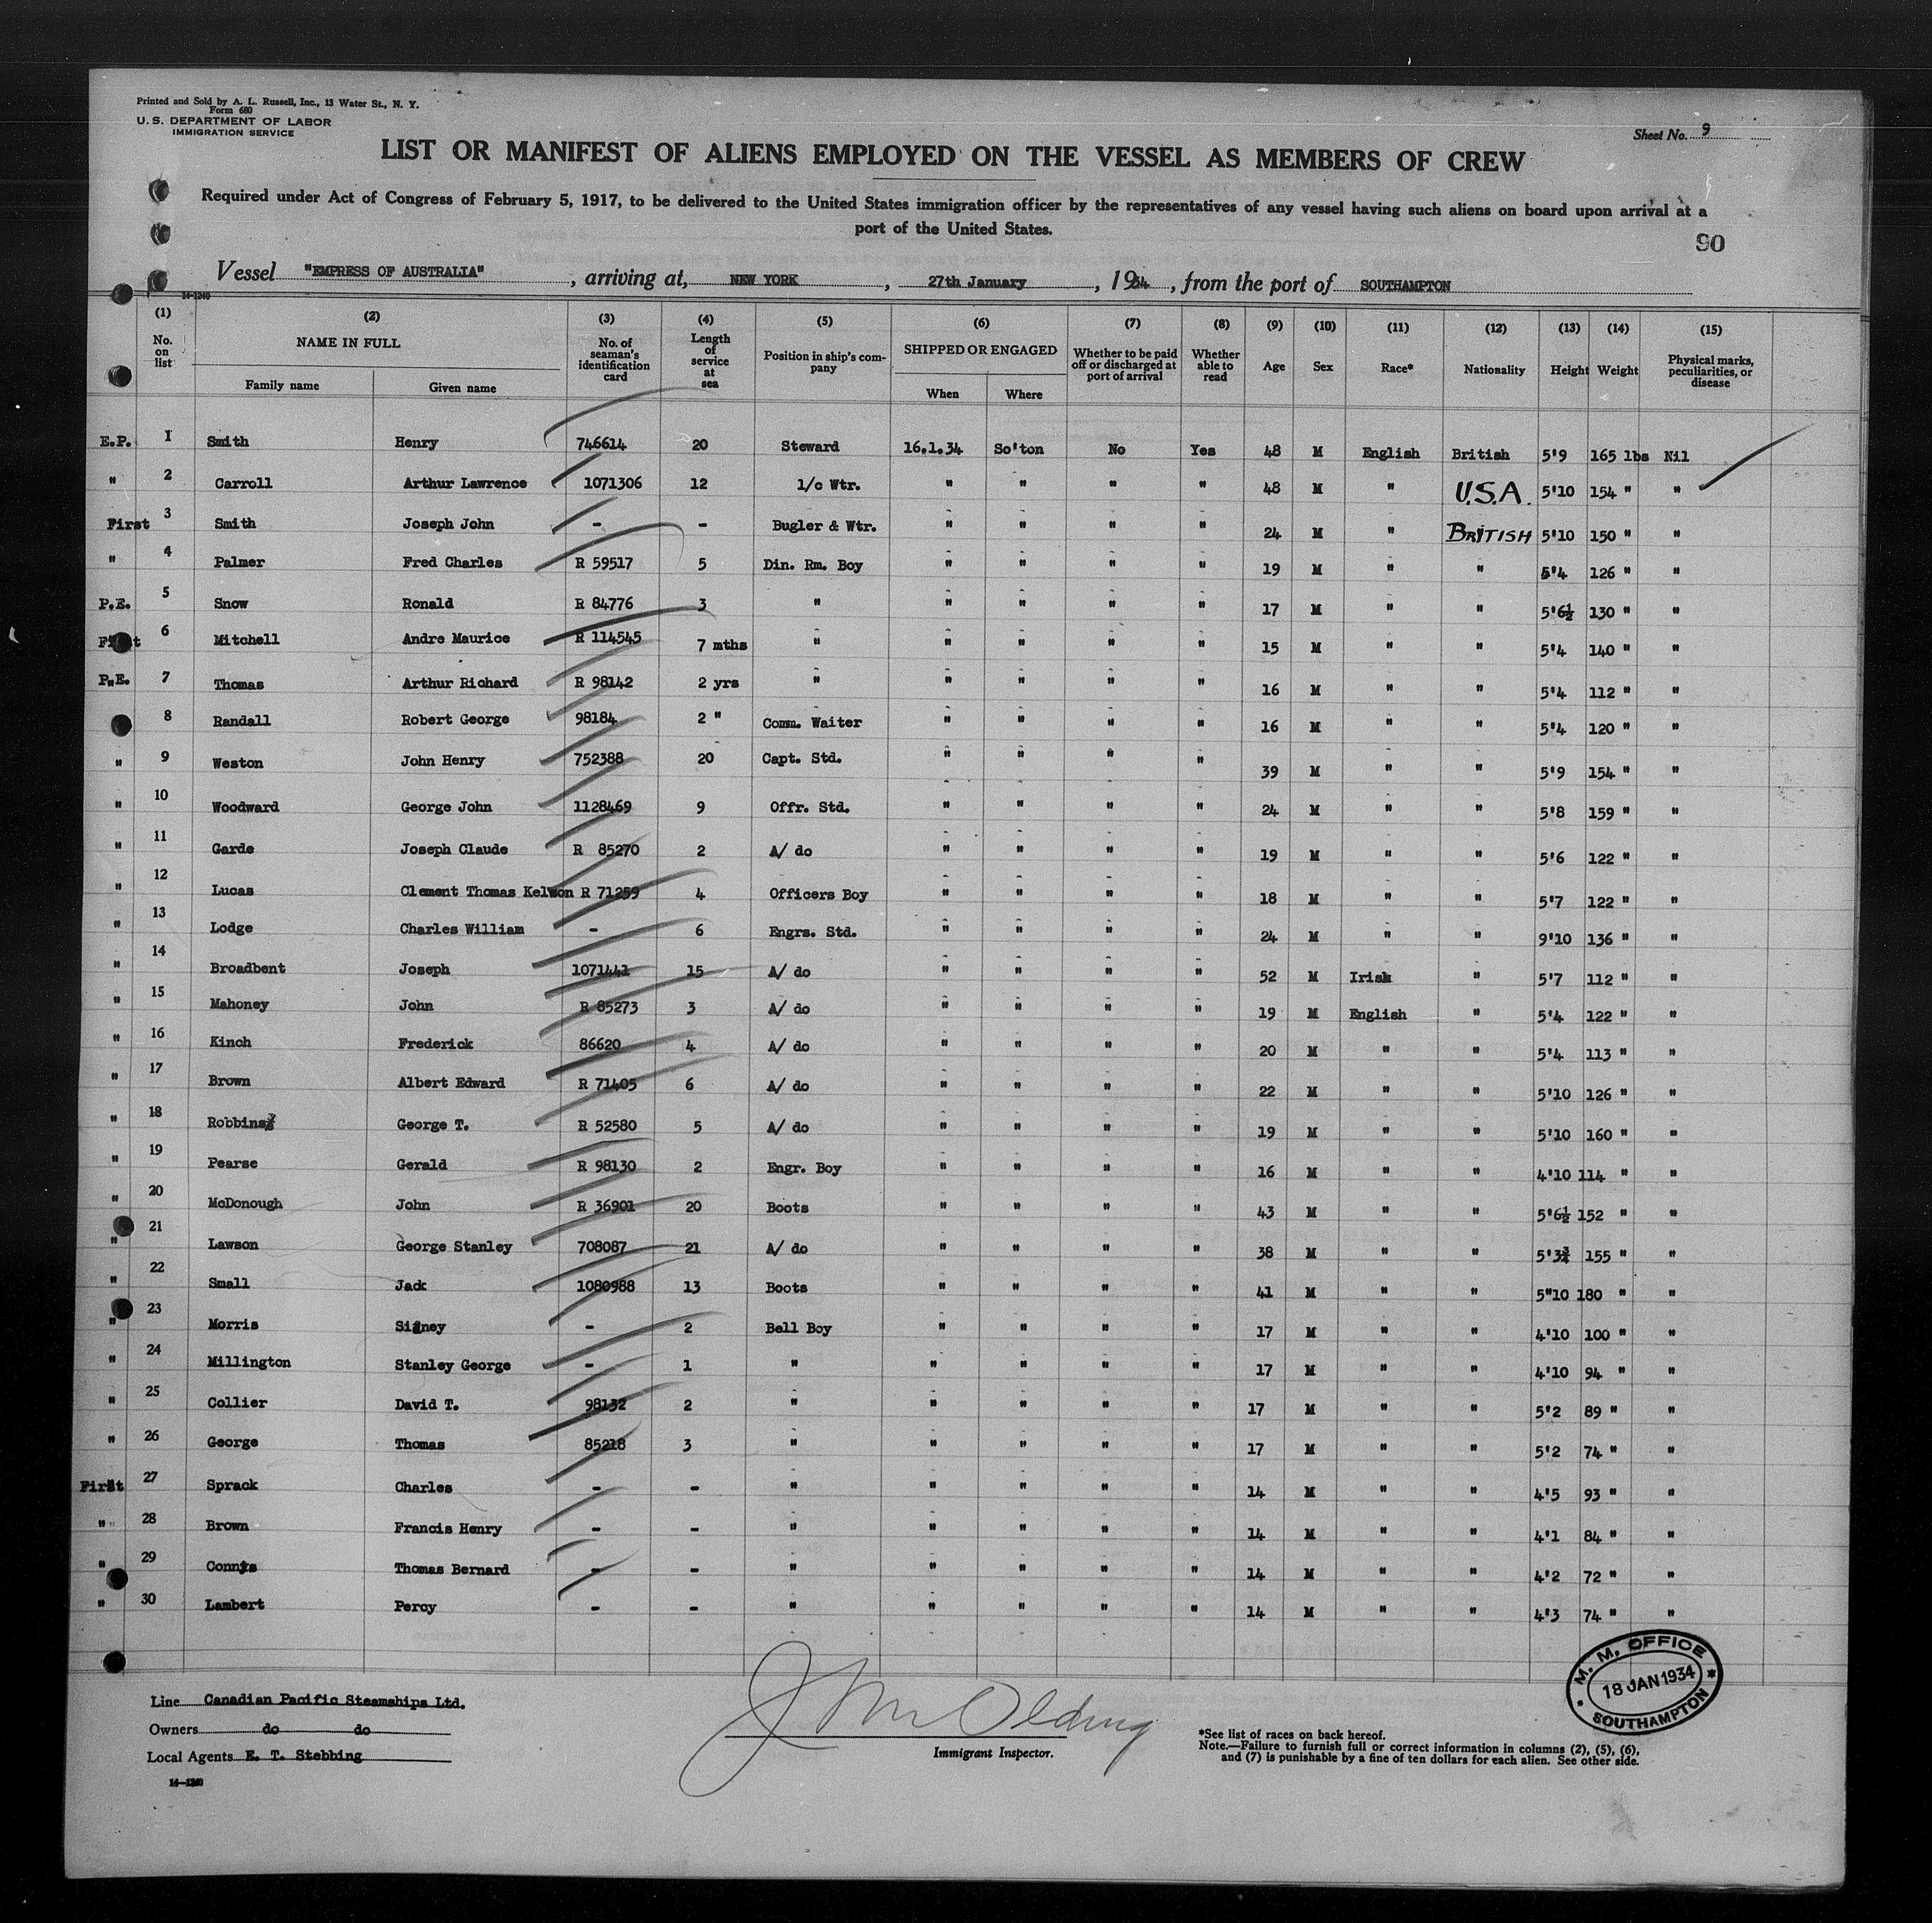 Printed and Sold by A. L. Russell, Inc., 13 Water St., N. Y.
Form 680
U. S. DEPARTMENT OF LABOR
IMMIGRATION SERVICE
Sheet No. 9
LIST OR MANIFEST OF ALIENS EMPLOYED ON THE VESSEL AS MEMBERS OF CREW
Required under Act of Congress of February 5, 1917, to be delivered to the United States immigration officer by the representatives of any vessel having such aliens on board upon arrival at a
port of the United States.
90
Vessel "EMPRESS OF AUSTRALIA", arriving at, NEW YORK, 27th January, 1934, from the port of SOUTHAMPTON
14-1240
(1) (2) (3) (4) (5) (6) (7) (8) (9) (10) (11) (12) (13) (14) (15)
No. on list NAME IN FULL Family name Given name No. of seaman's identification card Length of service at sea Position in ship's company SHIPPED OR ENGAGED When Where Whether to be paid off or discharged at port of arrival Whether able to read Age Sex Race* Nationality Height Weight Physical marks, peculiarities, or disease
E.P. 1 Smith Henry 746614 20 Steward 16.1.34 So'ton No Yes 48 M English British 5'9 165 lbs Nil
" 2 Carroll Arthur Lawrence 1071306 12 1/c Wtr. " " " " 48 M " U.S.A. 5'10 154 " "
First 3 Smith Joseph John - - Bugler & Wtr. " " " " 24 M " BRITISH 5'10 150 " "
" 4 Palmer Fred Charles R 59517 5 Din. Rm. Boy " " " " 19 M " " 5'4 126 " "
P.E. 5 Snow Ronald R 84776 3 " " " " " 17 M " " 5'6½ 130 " "
First 6 Mitchell Andre Maurice R 114545 7 mths " " " " " 15 M " " 5'4 140 " "
P.E. 7 Thomas Arthur Richard R 98142 2 yrs " " " " " 16 M " " 5'4 112 " "
8 Randall Robert George 98184 2 " Comm. Waiter " " " " 16 M " " 5'4 120 " "
" 9 Weston John Henry 752388 20 Capt. Std. " " " " 39 M " " 5'9 154 " "
" 10 Woodward George John 1128469 9 Offr. Std. " " " " 24 M " " 5'8 159 " "
" 11 Garde Joseph Claude R 85270 2 A/ do " " " " 19 M " " 5'6 122 " "
" 12 Lucas Clement Thomas Kelson R 71259 4 Officers Boy " " " " 18 M " " 5'7 122 " "
" 13 Lodge Charles William - 6 Engrs. Std. " " " " 24 M " " 9'10 136 " "
" 14 Broadbent Joseph 1071441 15 A/ do " " " " 52 M Irish " 5'7 112 " "
" 15 Mahoney John R 85273 3 A/ do " " " " 19 M English " 5'4 122 " "
" 16 Kinch Frederick 86620 4 A/ do " " " " 20 M " " 5'4 113 " "
" 17 Brown Albert Edward R 71405 6 A/ do " " " " 22 M " " 5'10 126 " "
" 18 Robbins George T. R 52580 5 A/ do " " " " 19 M " " 5'10 160 " "
" 19 Pearse Gerald R 98130 2 Engr. Boy " " " " 16 M " " 4'10 114 " "
" 20 McDonough John R 36901 20 Boots " " " " 43 M " " 5'6½ 152 " "
" 21 Lawson George Stanley 708087 21 A/ do " " " " 38 M " " 5'3¾ 155 " "
" 22 Small Jack 1080988 13 Boots " " " " 41 M " " 5"10 180 " "
" 23 Morris Sidney - 2 Bell Boy " " " " 17 M " " 4'10 100 " "
" 24 Millington Stanley George - 1 " " " " " 17 M " " 4'10 94 " "
" 25 Collier David T. 98132 2 " " " " " 17 M " " 5'2 89 " "
" 26 George Thomas 85218 3 " " " " " 17 M " " 5'2 74 " "
First 27 Sprack Charles - - " " " " " 14 M " " 4'5 93 " "
" 28 Brown Francis Henry - - " " " " " 14 M " " 4'1 84 " "
" 29 Thomas Bernard - - " " " " " 14 M " " 4'2 72 " "
" 30 Lambert Percy - - " " " " " 14 M " " 4'3 74 " "
M. M. OFFICE
18 JAN 1934
SOUTHAMPTON
Line Canadian Pacific Steamships Ltd.
Owners do do
Local Agents E. T. Stebbing
14-1240
Immigrant Inspector.
*See list of races on back hereof.
Note.—Failure to furnish full or correct information in columns (2), (5), (6),
and (7) is punishable by a fine of ten dollars for each alien. See other side.